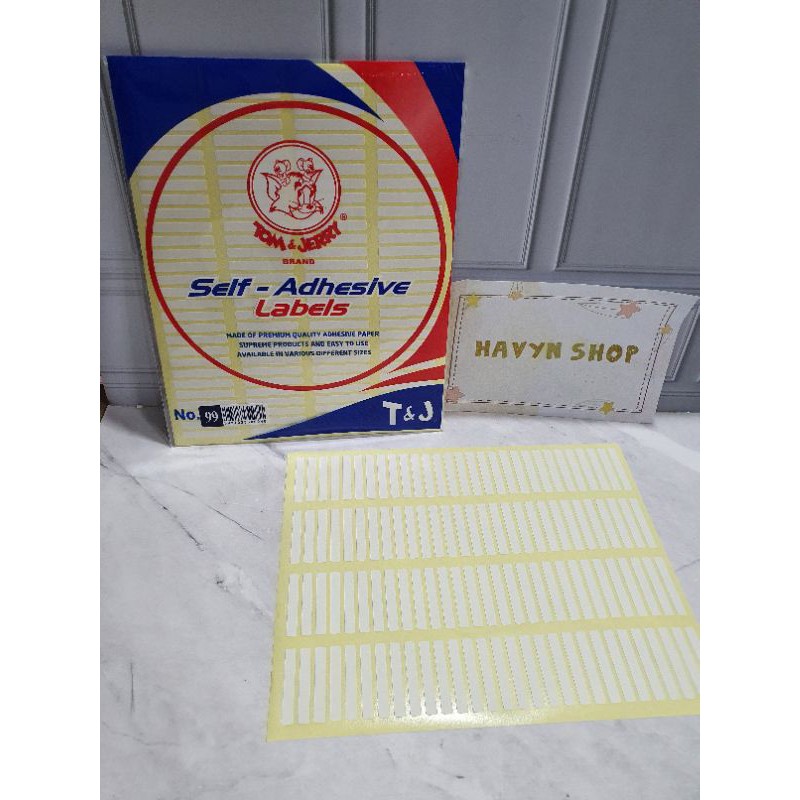 TOM & JERRY ®
BRAND
Self - Adhesive
Labels
MADE OF PREMIUM QUALITY ADHESIVE PAPER
SUPREME PRODUCTS AND EASY TO USE
AVAILABLE IN VARIOUS DIFFERENT SIZES
No. 99
T&J
HAVYN SHOP